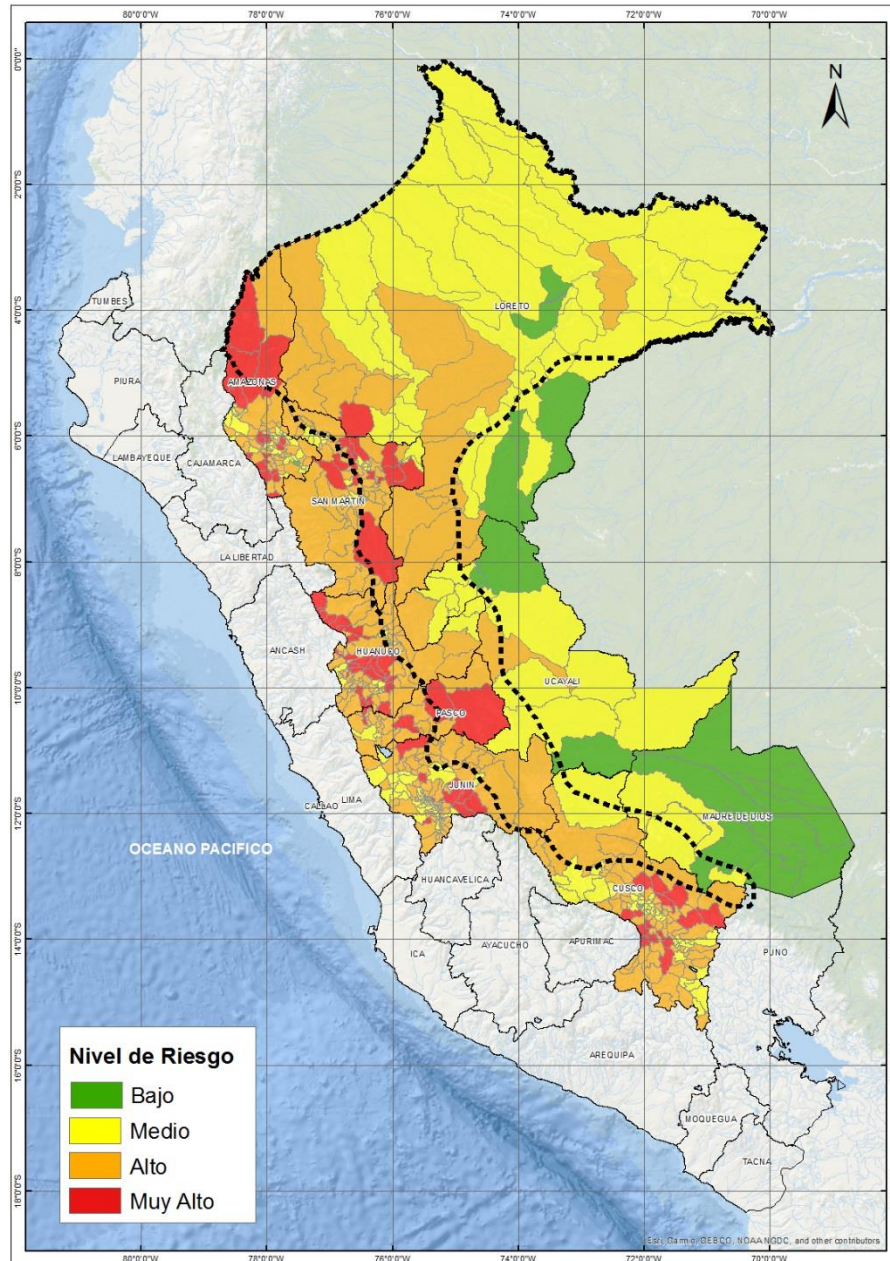 80°0'0" 78°0'0" 76°0'0" 74°0'0" 72°0'0" 70°0'0"
0°0'0"
N
2°0'0"S
TUMBES
LORETO
4°0'0"S
PIURA
AMAZONAS
6°0'0"S
LAMBAYEQUE
CAJAMARCA
SAN MARTIN
LA LIBERTAD
8°0'0"S
ANCASH
HUANUCO
UCAYALI
10°0'0"S
PASCO
JUNIN
LIMA
CALLAO
12°0'0"S
MADRE DE DIOS
OCEANO PACIFICO
HUANCAVELICA
CUSCO
ICA
AYACUCHO
APURIMAC
PUNO
14°0'0"S
Nivel de Riesgo
Bajo
Medio
Alto
Muy Alto
AREQUIPA
16°0'0"S
MOQUEGUA
TACNA
18°0'0"S
Esri, Garmin, GEBCO, NOAA NGDC, and other contributors
80°0'0" 78°0'0" 76°0'0" 74°0'0" 72°0'0" 70°0'0"